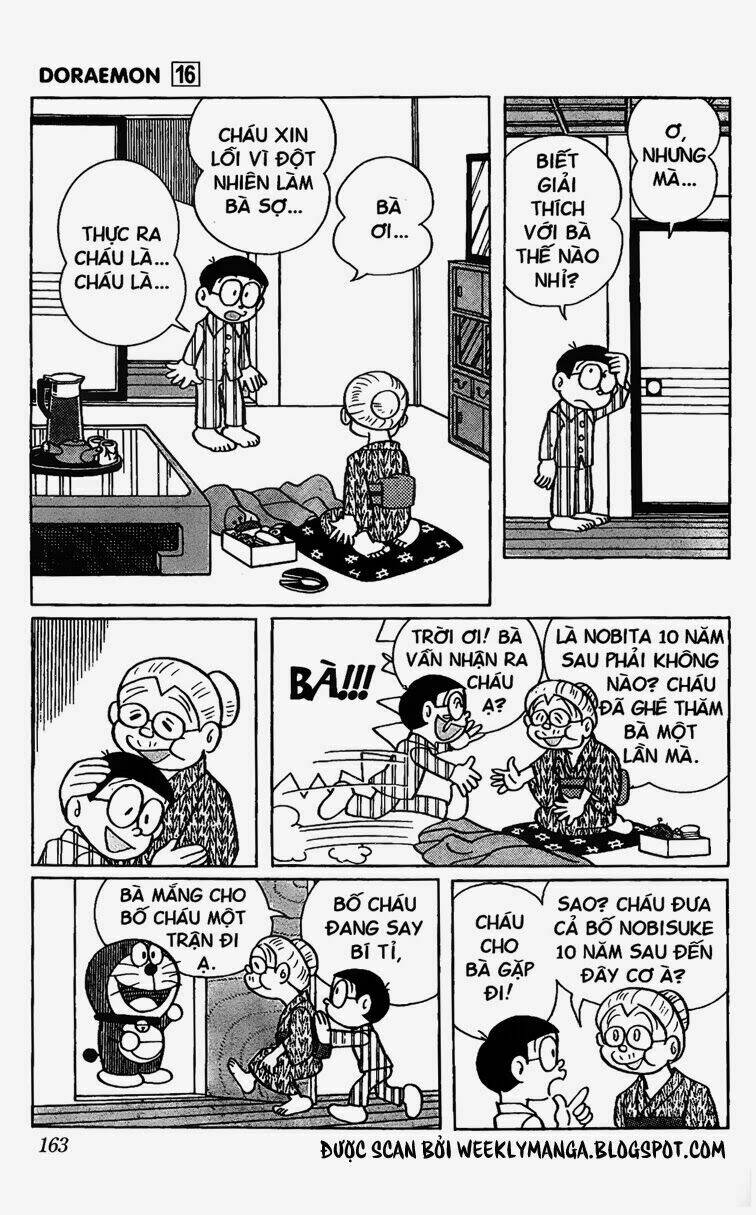 DORAEMON 16
Ơ,
NHƯNG
MÀ...
BIẾT
GIẢI
THÍCH
VỚI BÀ
THẾ NÀO
NHỈ?
BÀ
ƠI...
CHÁU XIN
LỖI VÌ ĐỘT
NHIÊN LÀM
BÀ SỢ...
THỰC RA
CHÁU LÀ...
CHÁU LÀ...
LÀ NOBITA 10 NĂM
SAU PHẢI KHÔNG
NÀO? CHÁU
ĐÃ GHÉ THĂM
BÀ MỘT
LẦN MÀ.
TRỜI ƠI! BÀ
VẪN NHẬN RA
CHÁU
Ạ?
BÀ!!!
SAO? CHÁU ĐƯA
CẢ BỐ NOBISUKE
10 NĂM SAU ĐẾN
ĐÂY CƠ À?
CHÁU
CHO
BÀ GẶP
ĐI!
BỐ CHÁU
ĐANG SAY
BÍ TỈ,
BÀ MẮNG CHO
BỐ CHÁU MỘT
TRẬN ĐI
Ạ.
163
ĐƯỢC SCAN BỞI WEEKLYMANGA.BLOGSPOT.COM